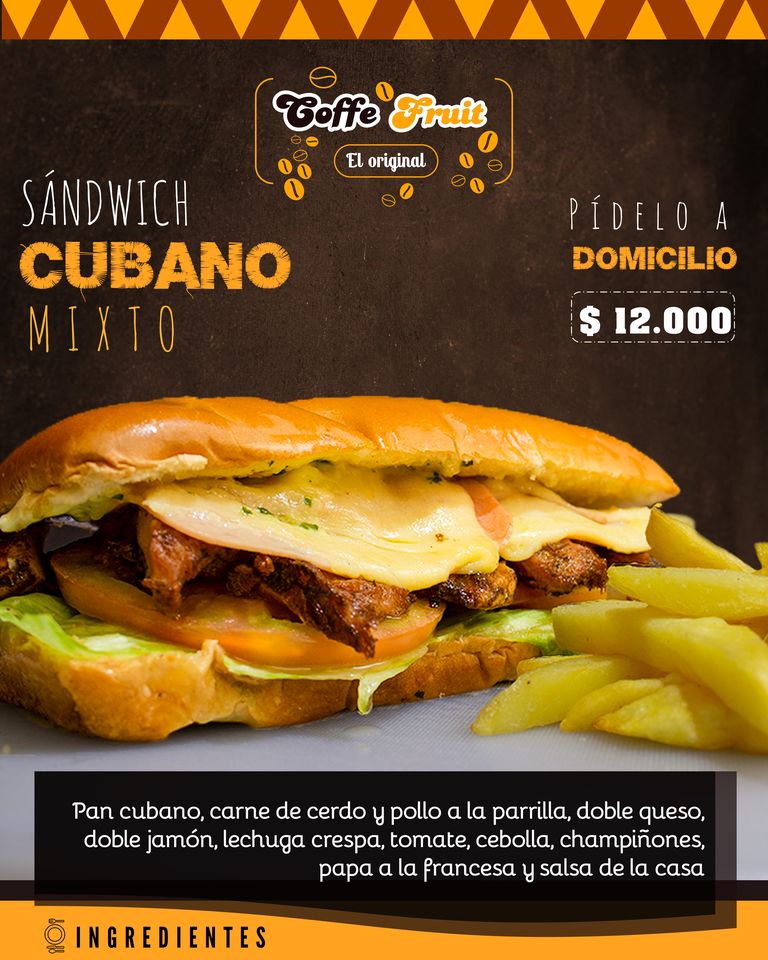 Coffe Fruit
El original
SÁNDWICH
CUBANO
MIXTO
PÍDELO A
DOMICILIO
$ 12.000
Pan cubano, carne de cerdo y pollo a la parrilla, doble queso,
doble jamón, lechuga crespa, tomate, cebolla, champiñones,
papa a la francesa y salsa de la casa
INGREDIENTES